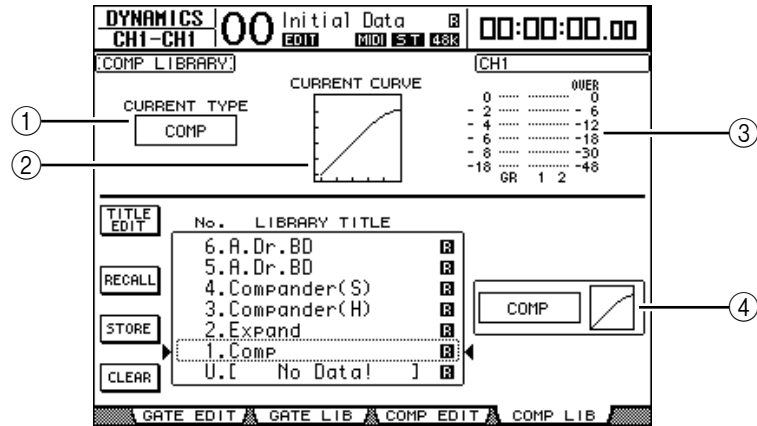 DYNAMICS
CH1-CH1
00 Initial Data R
EDIT MIDI ST 48K
00:00:00.00
COMP LIBRARY
CH1
CURRENT TYPE
COMP
CURRENT CURVE
OVER
0 0
- 2 - 6
- 4 -12
- 6 -18
- 8 -30
-18 -48
GR 1 2
1
2
3
TITLE EDIT
RECALL
STORE
CLEAR
No. LIBRARY TITLE
6.A.Dr.BD R
5.A.Dr.BD R
4.Compander(S) R
3.Compander(H) R
2.Expand R
1.Comp R
U.[ No Data! ] R
COMP
4
GATE EDIT GATE LIB COMP EDIT COMP LIB